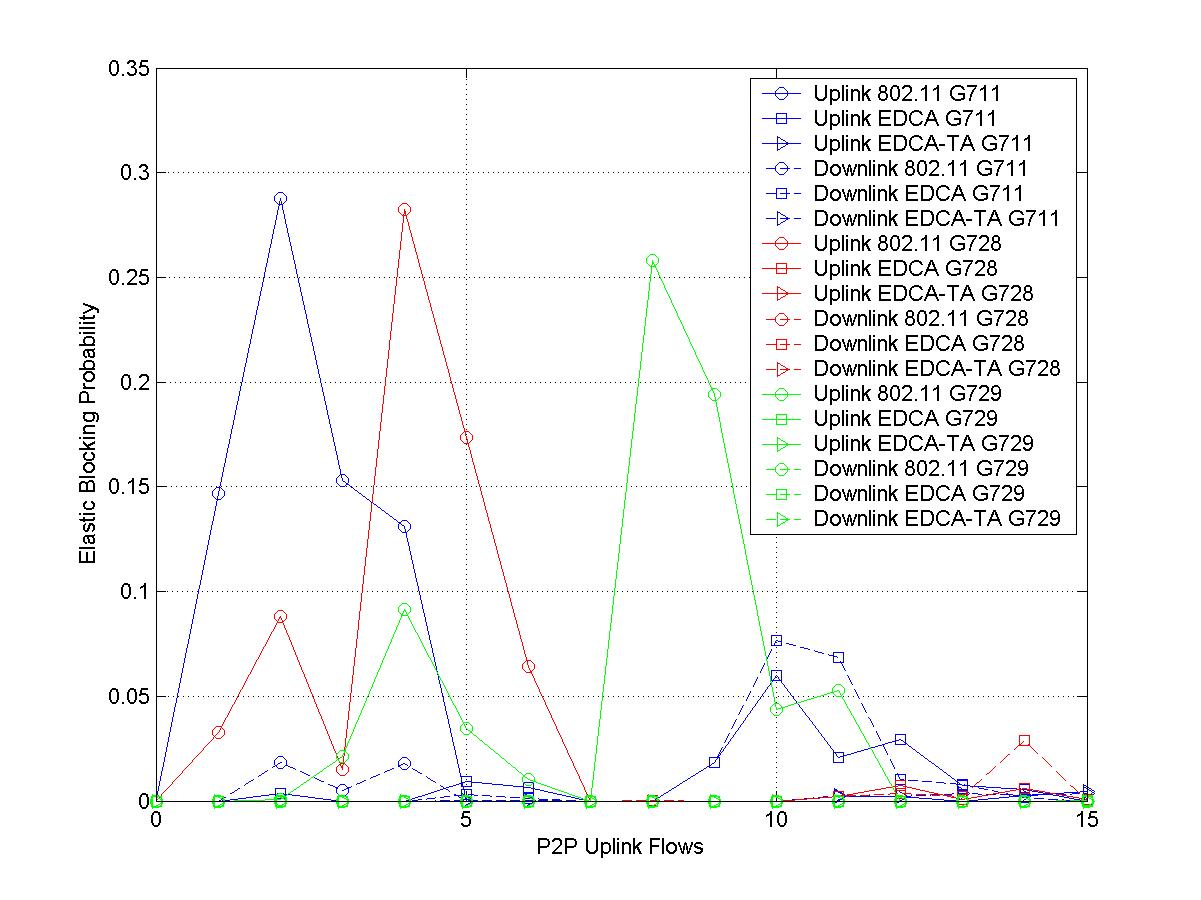 0.35
0.3
0.25
0.2
0.15
0.1
0.05
0
Elastic Blocking Probability
Uplink 802.11 G711
Uplink EDCA G711
Uplink EDCA-TA G711
Downlink 802.11 G711
Downlink EDCA G711
Downlink EDCA-TA G711
Uplink 802.11 G728
Uplink EDCA G728
Uplink EDCA-TA G728
Downlink 802.11 G728
Downlink EDCA G728
Downlink EDCA-TA G728
Uplink 802.11 G729
Uplink EDCA G729
Uplink EDCA-TA G729
Downlink 802.11 G729
Downlink EDCA G729
Downlink EDCA-TA G729
0 5 10 15
P2P Uplink Flows